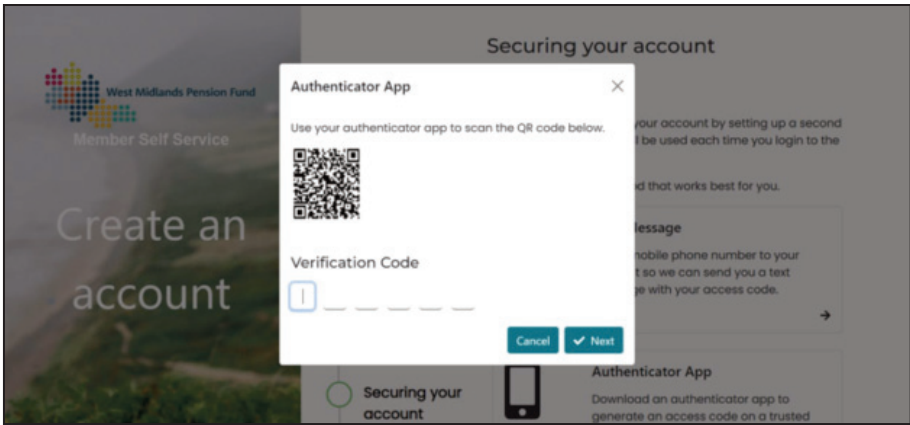 West Midlands Pension Fund
Member Self Service
Create an
account
Securing your account
your account by setting up a second
be used each time you login to the
that works best for you.
Message
mobile phone number to your
so we can send you a text
with your access code.
Authenticator App
Use your authenticator app to scan the QR code below.
Verification Code
Cancel
Next
Securing your
account
Authenticator App
Download an authenticator app to
generate an access code on a trusted